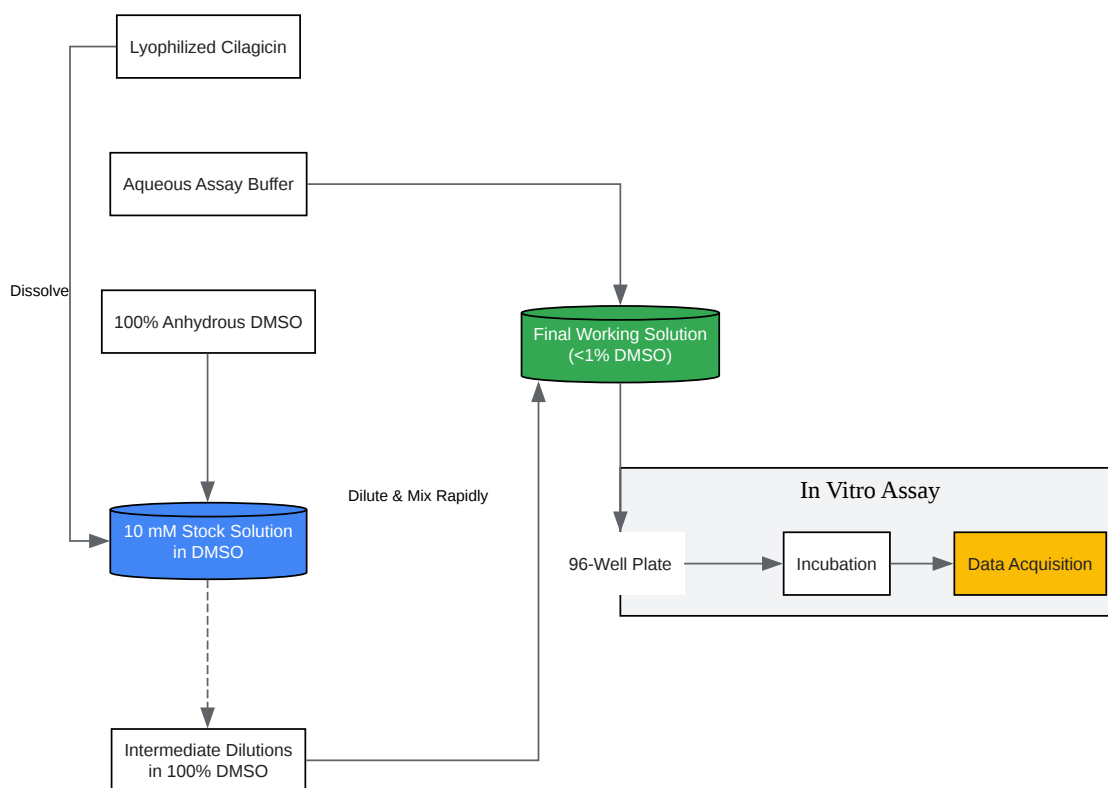 Lyophilized Cilagicin
Aqueous Assay Buffer
Dissolve
100% Anhydrous DMSO
Final Working Solution
(<1% DMSO)
Dilute & Mix Rapidly
In Vitro Assay
10 mM Stock Solution
in DMSO
96-Well Plate
Incubation
Data Acquisition
Intermediate Dilutions
in 100% DMSO